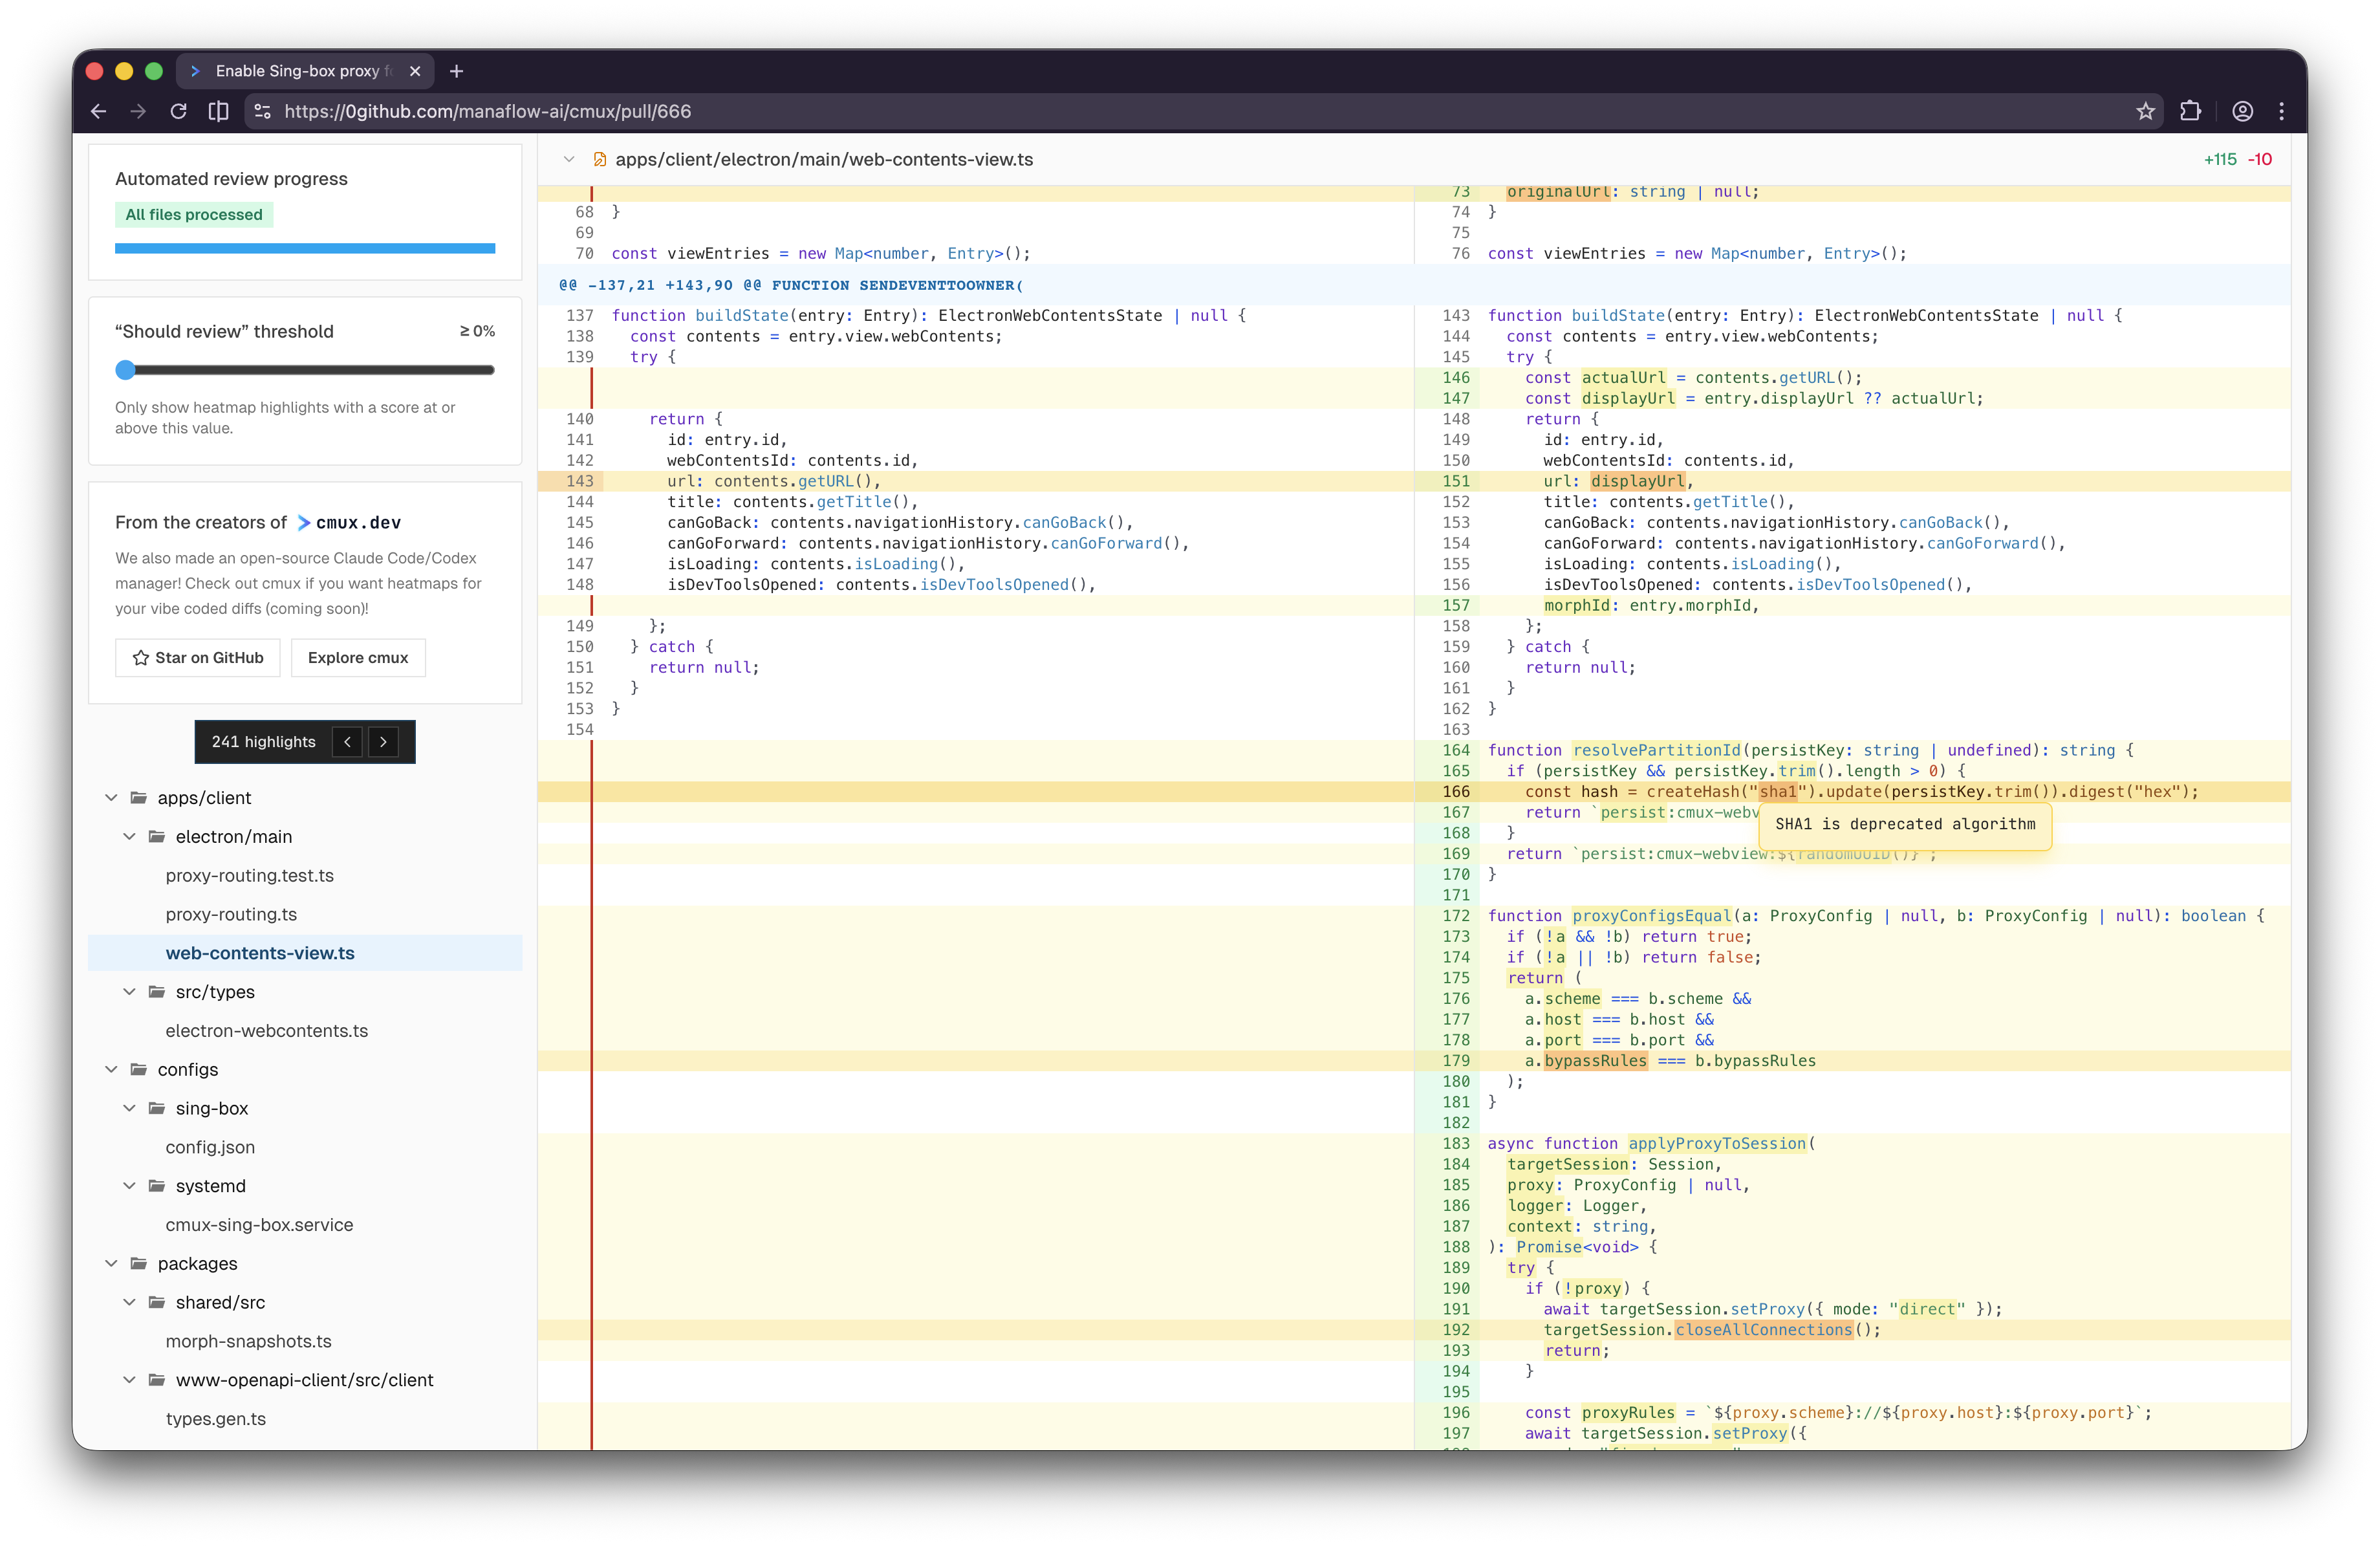 Enable Sing-box proxy fo
https://0github.com/manaflow-ai/cmux/pull/666
Automated review progress
All files processed
“Should review” threshold ≥ 0%
Only show heatmap highlights with a score at or
above this value.
From the creators of cmux.dev
We also made an open-source Claude Code/Codex
manager! Check out cmux if you want heatmaps for
your vibe coded diffs (coming soon)!
Star on GitHub Explore cmux
241 highlights
apps/client
electron/main
proxy-routing.test.ts
proxy-routing.ts
web-contents-view.ts
src/types
electron-webcontents.ts
configs
sing-box
config.json
systemd
cmux-sing-box.service
packages
shared/src
morph-snapshots.ts
www-openapi-client/src/client
types.gen.ts
apps/client/electron/main/web-contents-view.ts +115 -10
68 }
69
70 const viewEntries = new Map<number, Entry>();
@@ -137,21 +143,90 @@ FUNCTION SENDEVENTTOOWNER(
137 function buildState(entry: Entry): ElectronWebContentsState | null {
138 const contents = entry.view.webContents;
139 try {
140 return {
141 id: entry.id,
142 webContentsId: contents.id,
143 url: contents.getURL(),
144 title: contents.getTitle(),
145 canGoBack: contents.navigationHistory.canGoBack(),
146 canGoForward: contents.navigationHistory.canGoForward(),
147 isLoading: contents.isLoading(),
148 isDevToolsOpened: contents.isDevToolsOpened(),
149 };
150 } catch {
151 return null;
152 }
153 }
154
73 originalUrl: string | null;
74 }
75
76 const viewEntries = new Map<number, Entry>();
143 function buildState(entry: Entry): ElectronWebContentsState | null {
144 const contents = entry.view.webContents;
145 try {
146 const actualUrl = contents.getURL();
147 const displayUrl = entry.displayUrl ?? actualUrl;
148 return {
149 id: entry.id,
150 webContentsId: contents.id,
151 url: displayUrl,
152 title: contents.getTitle(),
153 canGoBack: contents.navigationHistory.canGoBack(),
154 canGoForward: contents.navigationHistory.canGoForward(),
155 isLoading: contents.isLoading(),
156 isDevToolsOpened: contents.isDevToolsOpened(),
157 morphId: entry.morphId,
158 };
159 } catch {
160 return null;
161 }
162 }
163
164 function resolvePartitionId(persistKey: string | undefined): string {
165 if (persistKey && persistKey.trim().length > 0) {
166 const hash = createHash("sha1").update(persistKey.trim()).digest("hex");
167 return `persist:cmux-webv
SHA1 is deprecated algorithm
168 }
169 return `persist:cmux-webview:${randomUUID()}`;
170 }
171
172 function proxyConfigsEqual(a: ProxyConfig | null, b: ProxyConfig | null): boolean {
173 if (!a && !b) return true;
174 if (!a || !b) return false;
175 return (
176 a.scheme === b.scheme &&
177 a.host === b.host &&
178 a.port === b.port &&
179 a.bypassRules === b.bypassRules
180 );
181 }
182
183 async function applyProxyToSession(
184 targetSession: Session,
185 proxy: ProxyConfig | null,
186 logger: Logger,
187 context: string,
188 ): Promise<void> {
189 try {
190 if (!proxy) {
191 await targetSession.setProxy({ mode: "direct" });
192 targetSession.closeAllConnections();
193 return;
194 }
195
196 const proxyRules = `${proxy.scheme}://${proxy.host}:${proxy.port}`;
197 await targetSession.setProxy({